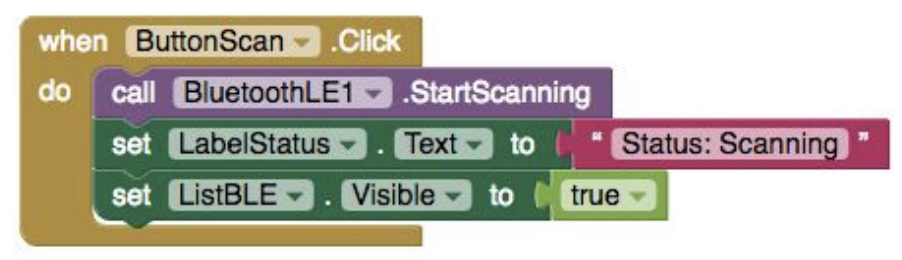 when ButtonScan .Click
do call BluetoothLE1 .StartScanning
set LabelStatus . Text to “ Status: Scanning ”
set ListBLE . Visible to true